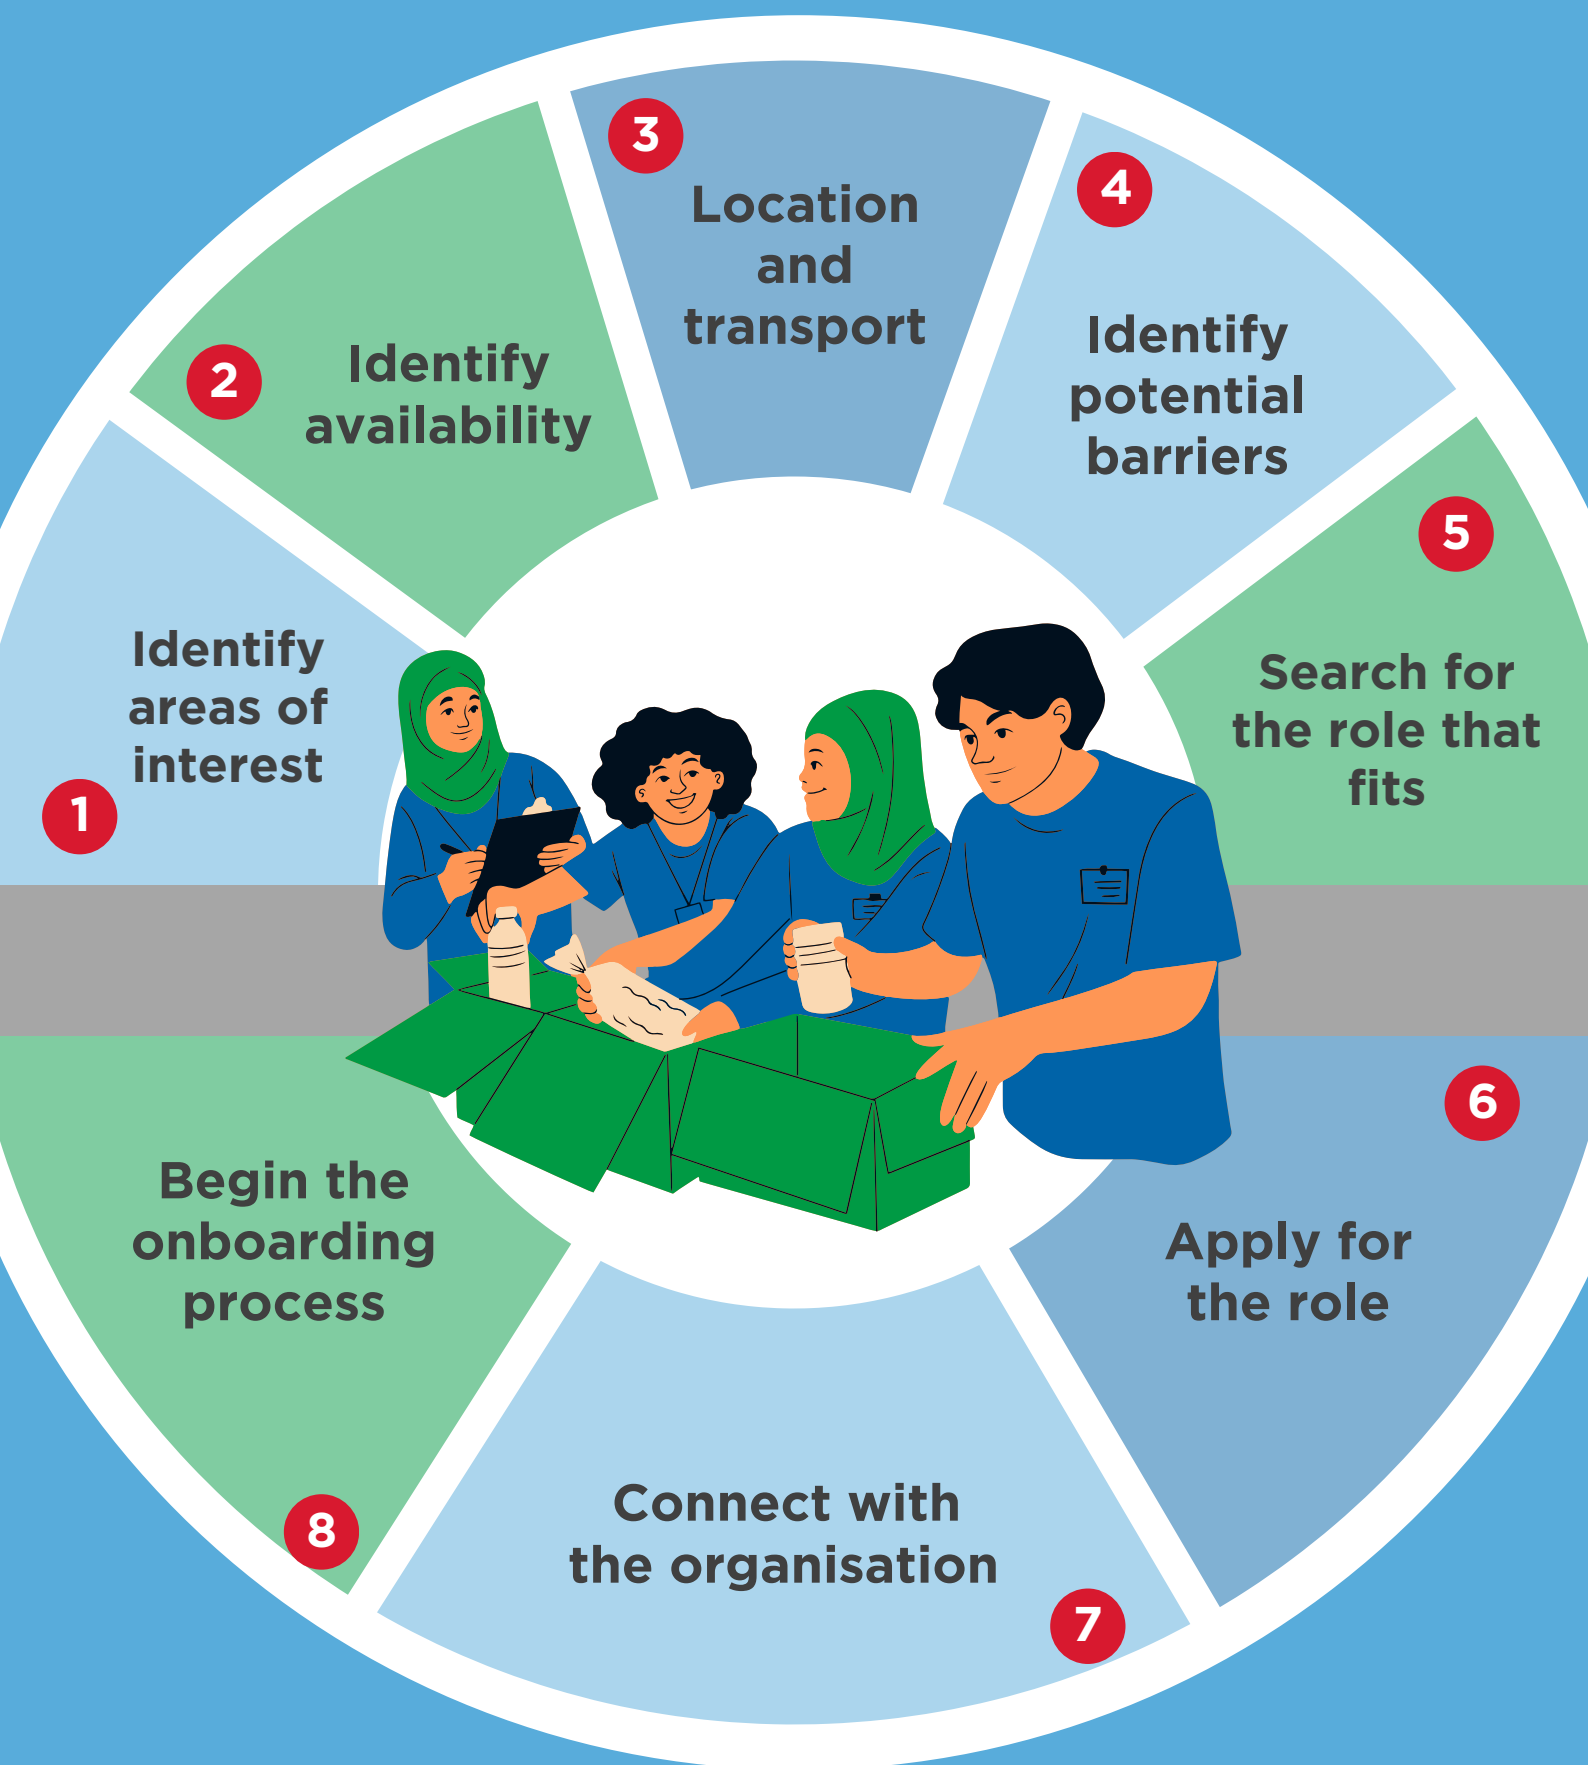 1
Identify
areas of
interest
2
Identify
availability
3
Location
and
transport
4
Identify
potential
barriers
5
Search for
the role that
fits
6
Apply for
the role
7
Connect with
the organisation
8
Begin the
onboarding
process